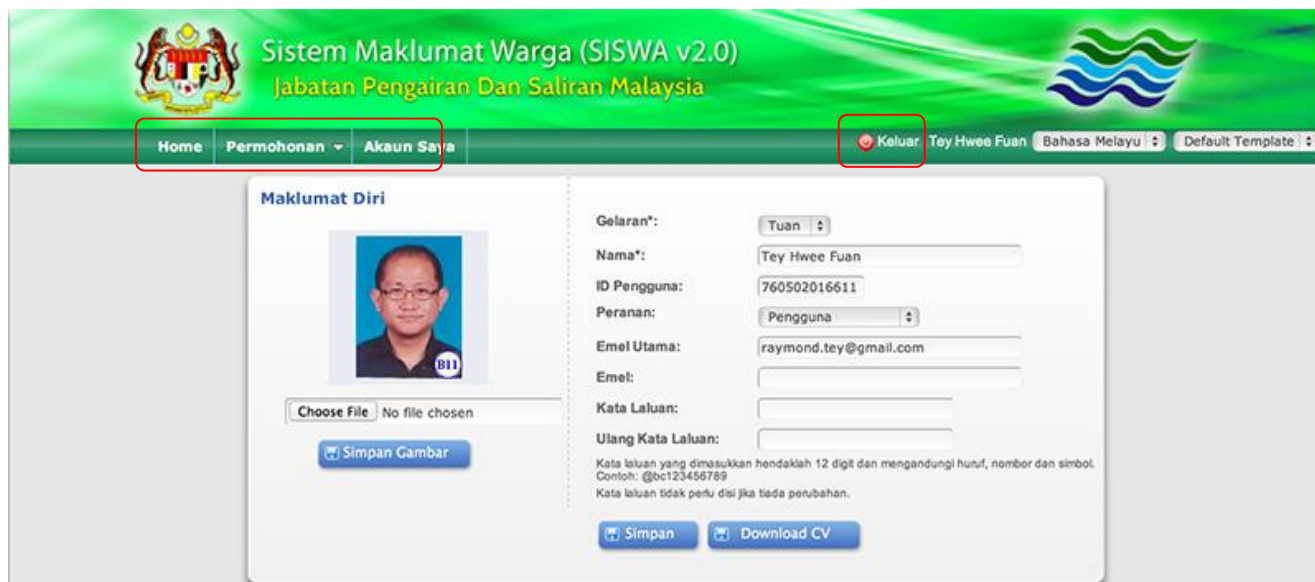 Sistem Maklumat Warga (SISWA v2.0)
Jabatan Pengairan Dan Saliran Malaysia
Home Permohonan Akaun Saya Keluar Tey Hwee Fuan Bahasa Melayu Default Template
Maklumat Diri
Gelaran*: Tuan
Nama*: Tey Hwee Fuan
ID Pengguna: 760502016611
Peranan: Pengguna
Emel Utama: raymond.tey@gmail.com
B11
Emel:
Choose File No file chosen
Kata Laluan:
Ulang Kata Laluan:
Simpan Gambar
Kata laluan yang dimasukkan hendaklah 12 digit dan mengandungi huruf, nombor dan simbol.
Contoh: @bc123456789
Kata laluan tidak perlu disi jika tiada perubahan.
Simpan Download CV